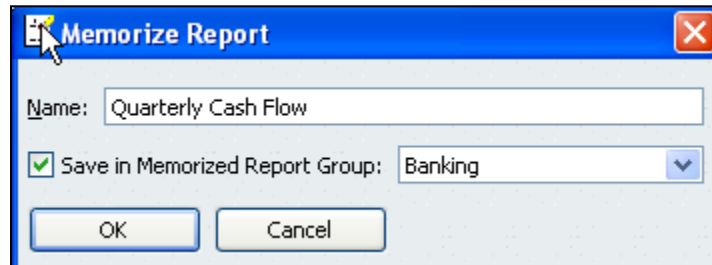 Memorize Report
Name: Quarterly Cash Flow
Save in Memorized Report Group: Banking
OK Cancel